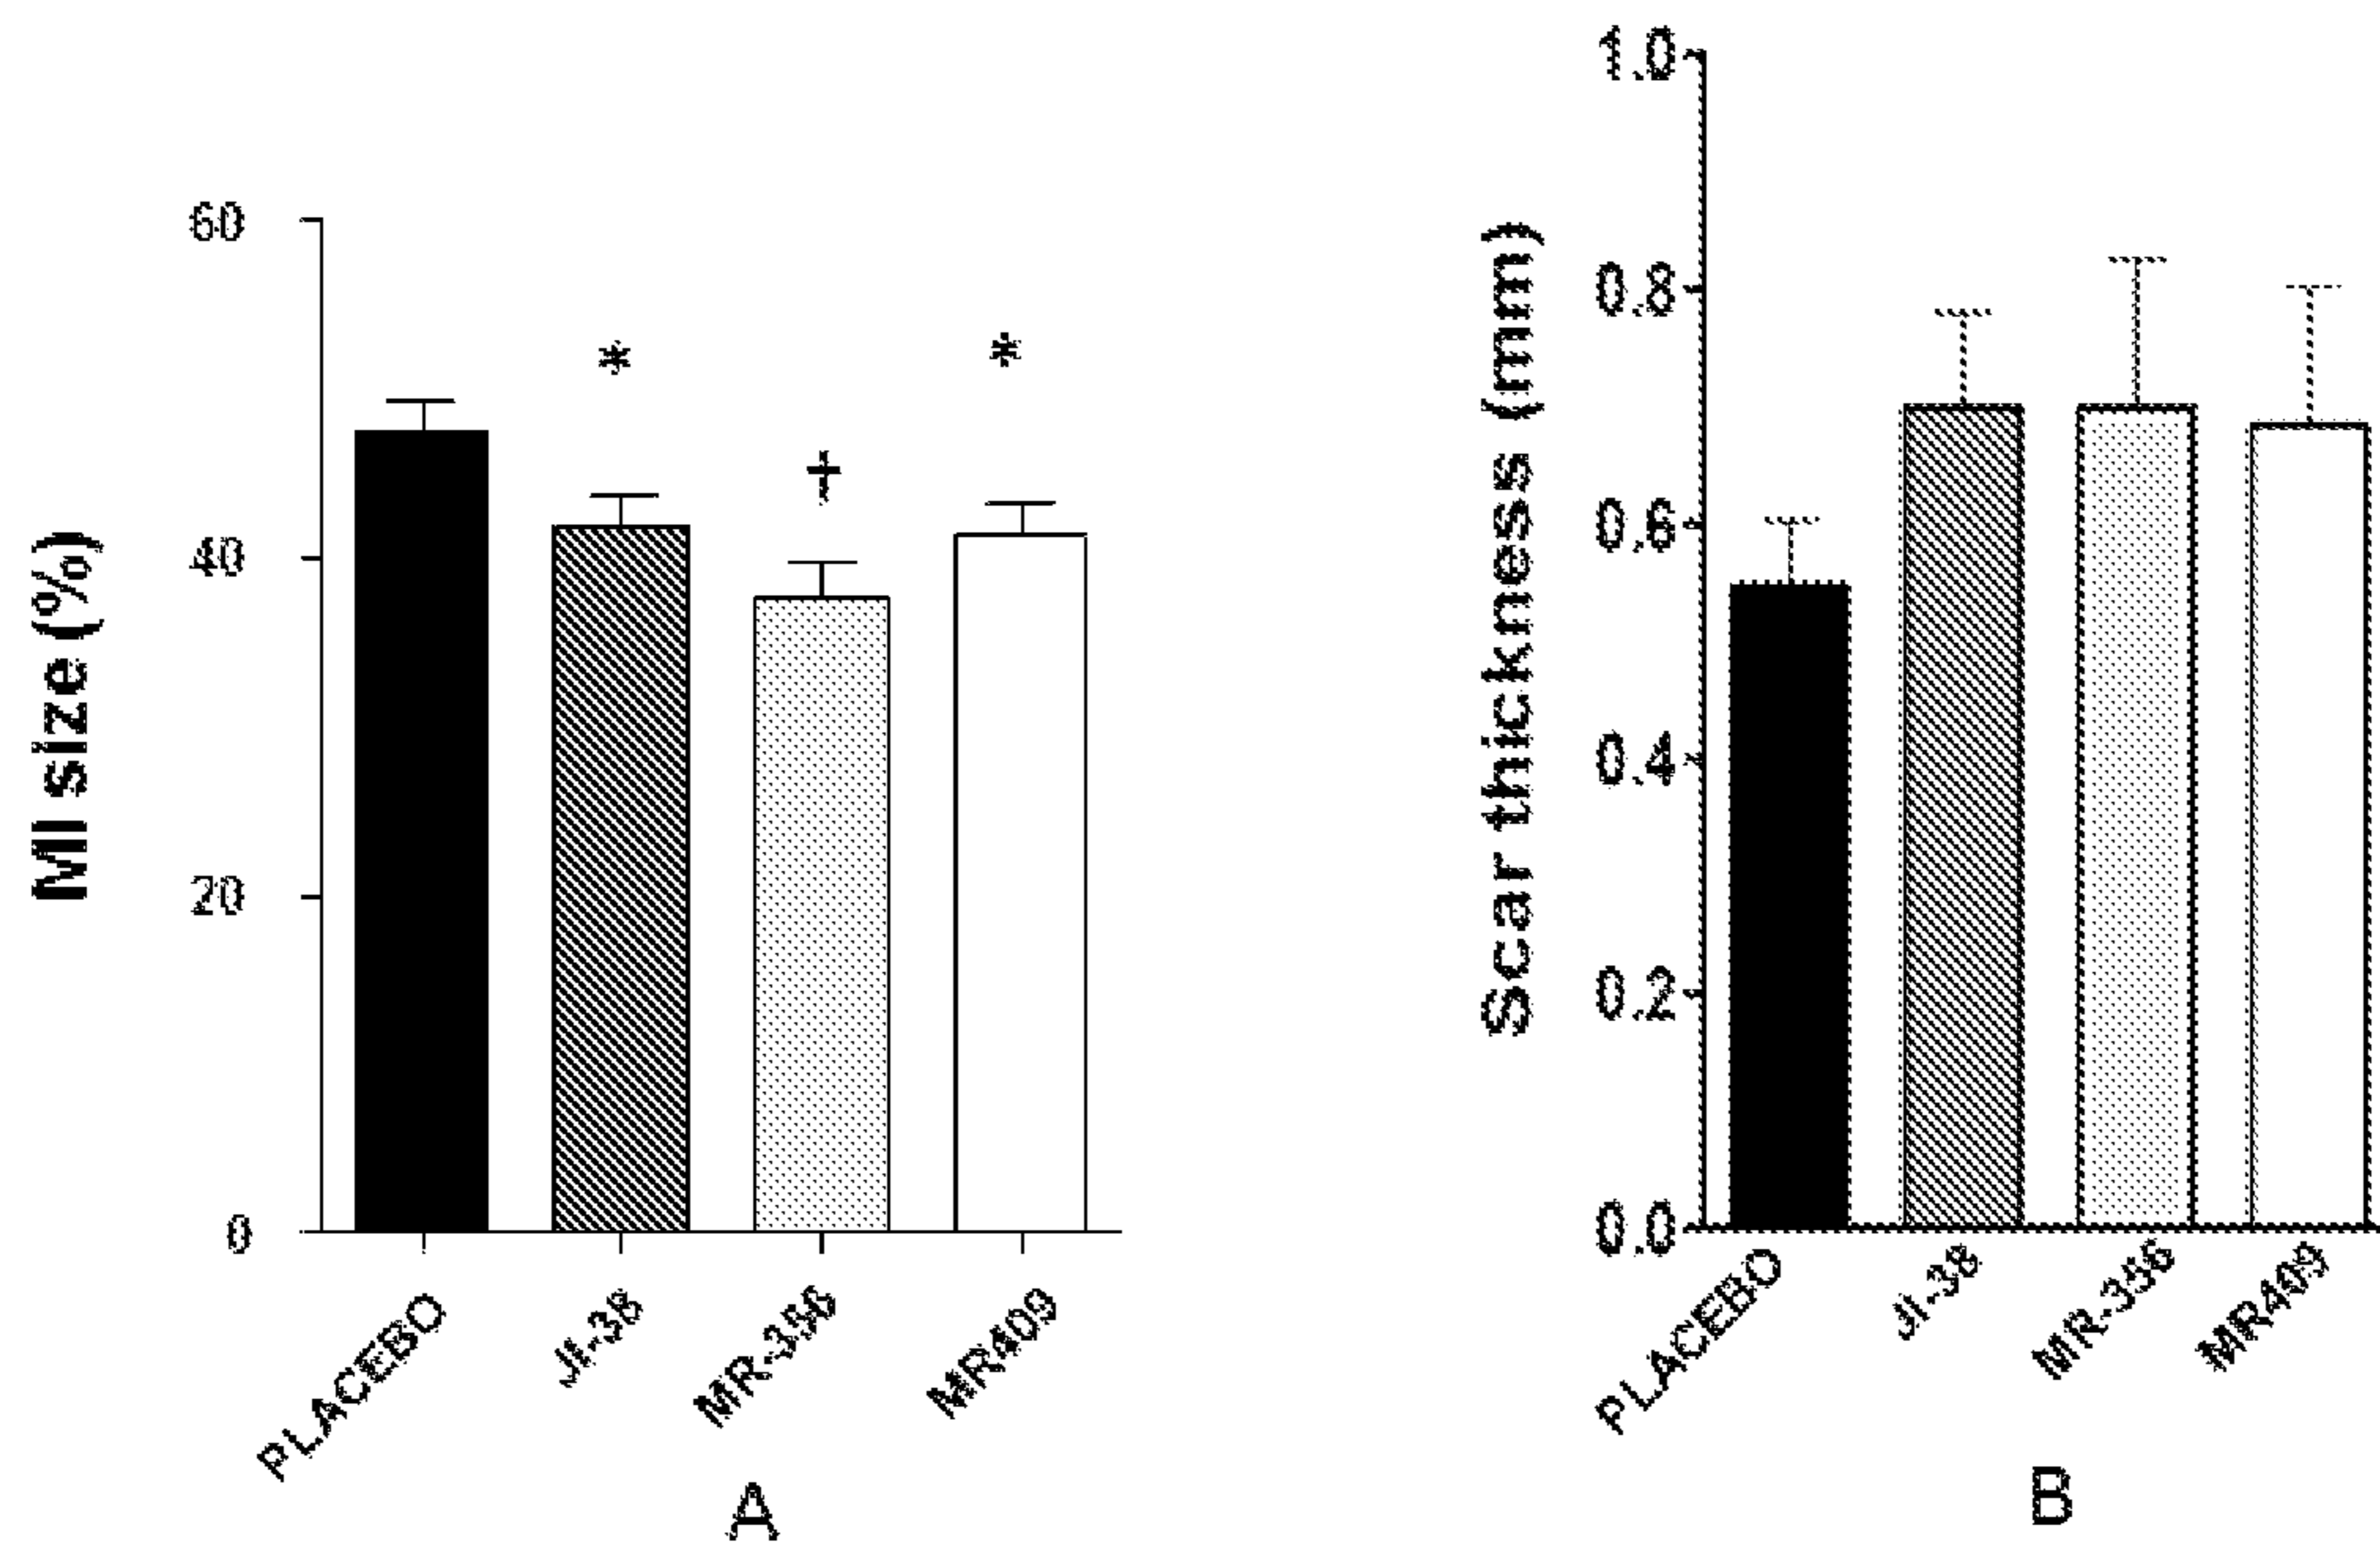 MI size (%)
60
40
20
0
*
+
*
PLACEBO
JI-38
MR-356
MR409
A
Scar thickness (mm)
1.0
0.8
0.6
0.4
0.2
0.0
PLACEBO
JI-38
MR-356
MR409
B